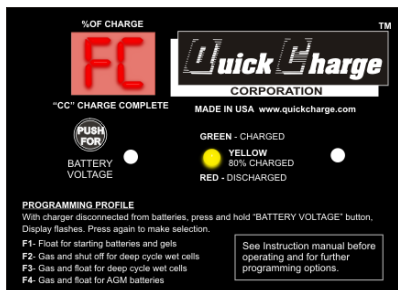 %OF CHARGE
TM
FC
Quick Charge
CORPORATION
"CC" CHARGE COMPLETE
MADE IN USA www.quickcharge.com
PUSH
FOR
BATTERY
VOLTAGE
GREEN - CHARGED
YELLOW
80% CHARGED
RED - DISCHARGED
PROGRAMMING PROFILE
With charger disconnected from batteries, press and hold "BATTERY VOLTAGE" button,
Display flashes. Press again to make selection.
F1- Float for starting batteries and gels
F2- Gas and shut off for deep cycle wet cells
F3- Gas and float for deep cycle wet cells
F4- Gas and float for AGM batteries
See Instruction manual before
operating and for further
programming options.